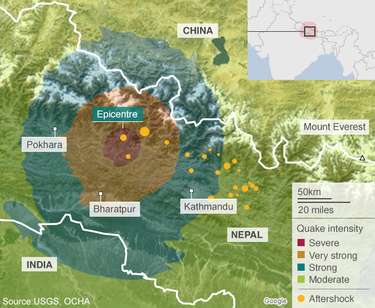 CHINA
Epicentre
Mount Everest
Pokhara
Bharatpur
Kathmandu
NEPAL
INDIA
50km
20 miles
Quake intensity
Severe
Very strong
Strong
Moderate
Aftershock
Source:USGS, OCHA
Google